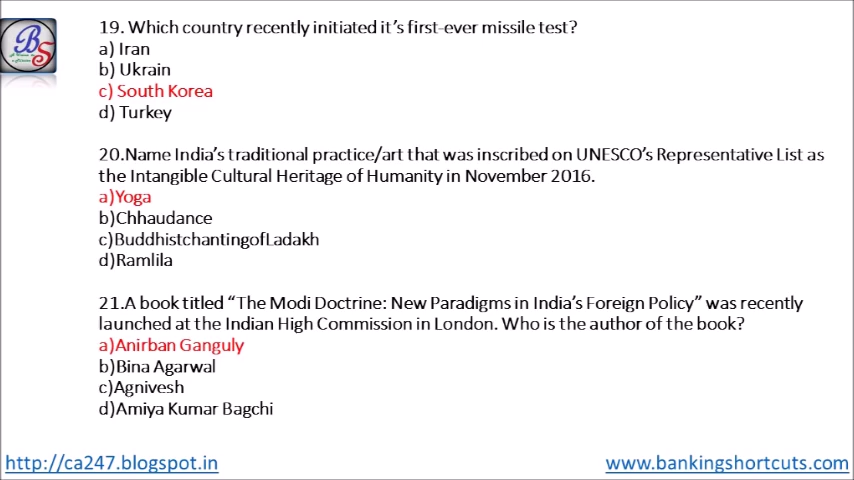 BS
19. Which country recently initiated it's first-ever missile test?
a) Iran
b) Ukrain
c) South Korea
d) Turkey
20.Name India's traditional practice/art that was inscribed on UNESCO's Representative List as
the Intangible Cultural Heritage of Humanity in November 2016.
a)Yoga
b)Chhaudance
c)BuddhistchantingofLadakh
d)Ramlila
21.A book titled “The Modi Doctrine: New Paradigms in India's Foreign Policy” was recently
launched at the Indian High Commission in London. Who is the author of the book?
a)Anirban Ganguly
b)Bina Agarwal
c)Agnivesh
d)Amiya Kumar Bagchi
http://ca247.blogspot.in
www.bankingshortcuts.com